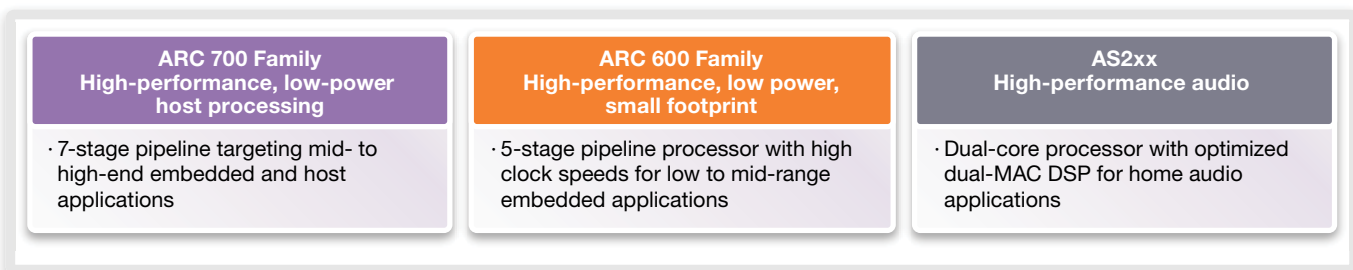 ARC 700 Family
High-performance, low-power
host processing
· 7-stage pipeline targeting mid- to
high-end embedded and host
applications
ARC 600 Family
High-performance, low power,
small footprint
· 5-stage pipeline processor with high
clock speeds for low to mid-range
embedded applications
AS2xx
High-performance audio
· Dual-core processor with optimized
dual-MAC DSP for home audio
applications